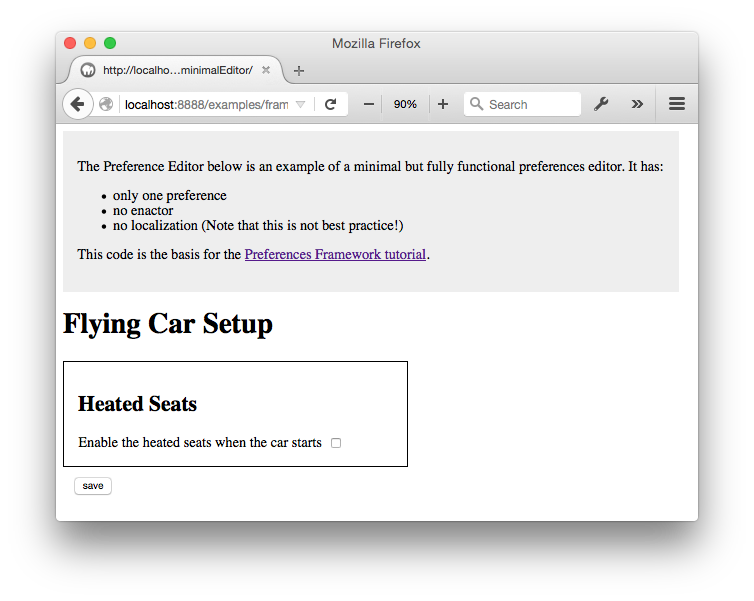 Mozilla Firefox
http://localho...minimalEditor/
localhost:8888/examples/fram
90%
Search
The Preference Editor below is an example of a minimal but fully functional preferences editor. It has:
• only one preference
• no enactor
• no localization (Note that this is not best practice!)
This code is the basis for the Preferences Framework tutorial.
Flying Car Setup
Heated Seats
Enable the heated seats when the car starts
save